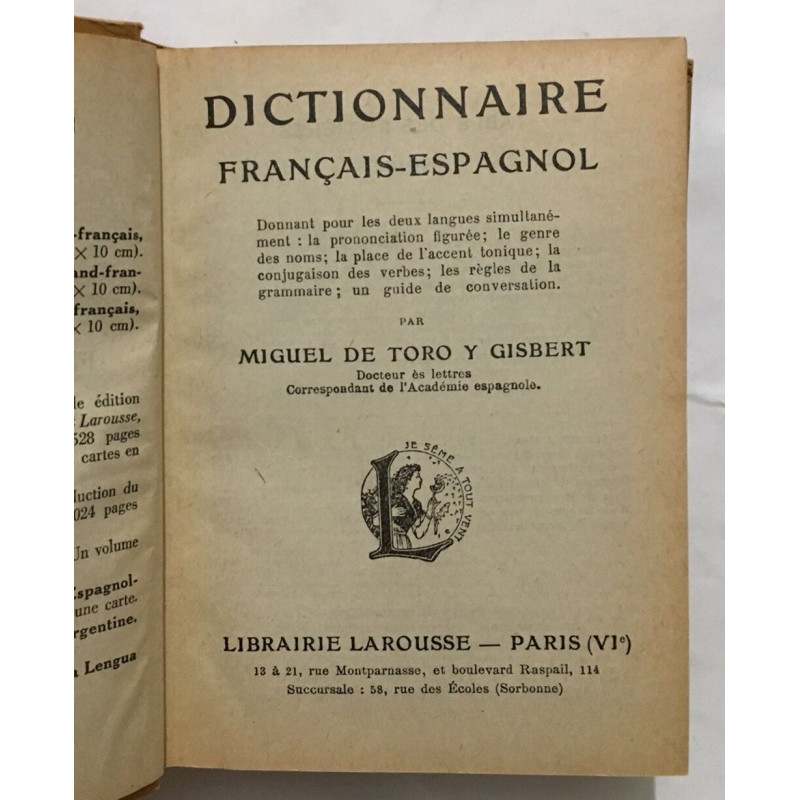 -français,
× 10 cm).
and-fran-
× 10 cm).
français,
× 10 cm).
le édition
Larousse,
528 pages
cartes en
duction du
024 pages
Un volume
Espagnol-
une carte.
rgentine.
a Lengua
DICTIONNAIRE
FRANÇAIS-ESPAGNOL
Donnant pour les deux langues simultané-
ment : la prononciation figurée; le genre
des noms; la place de l'accent tonique; la
conjugaison des verbes; les règles de la
grammaire; un guide de conversation.
PAR
MIGUEL DE TORO Y GISBERT
Docteur ès lettres
Correspondant de l'Académie espagnole.
JE SÈME A TOUT VENT
L
LIBRAIRIE LAROUSSE — PARIS (VIe)
13 à 21, rue Montparnasse, et boulevard Raspail, 114
Succursale : 58, rue des Écoles (Sorbonne)